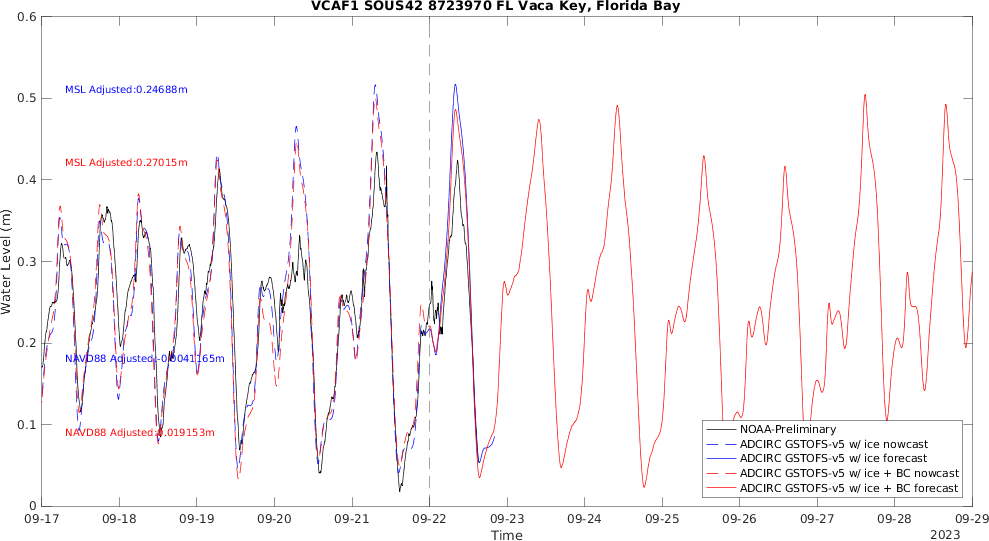 VCAF1 SOUS42 8723970 FL Vaca Key, Florida Bay
Water Level (m)
0.6
0.5
0.4
0.3
0.2
0.1
0
MSL Adjusted:0.24688m
MSL Adjusted:0.27015m
NAVD88 Adjusted:-0.0041165m
NAVD88 Adjusted:0.019153m
NOAA-Preliminary
ADCIRC GSTOFS-v5 w/ ice nowcast
ADCIRC GSTOFS-v5 w/ ice forecast
ADCIRC GSTOFS-v5 w/ ice + BC nowcast
ADCIRC GSTOFS-v5 w/ ice + BC forecast
09-17 09-18 09-19 09-20 09-21 09-22 09-23 09-24 09-25 09-26 09-27 09-28 09-29
Time
2023